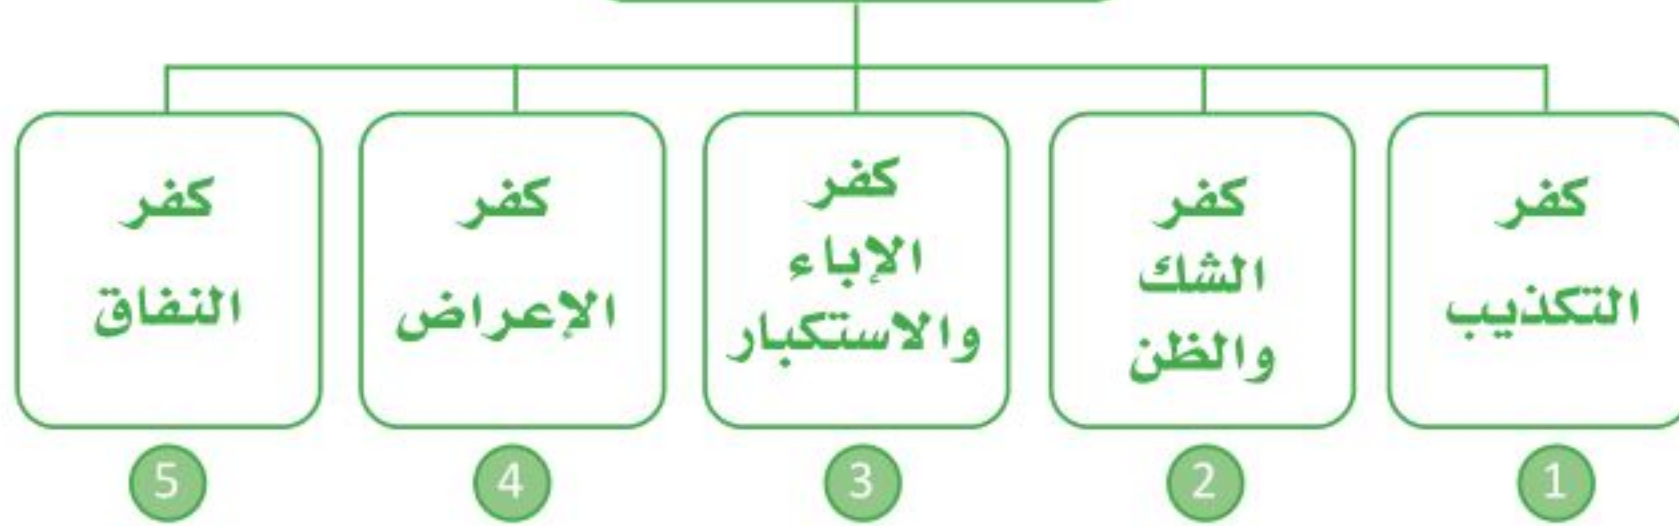 كفر
التكذيب
1
كفر
الشك
والظن
2
كفر
الإباء
والاستكبار
3
كفر
الإعراض
4
كفر
النفاق
5